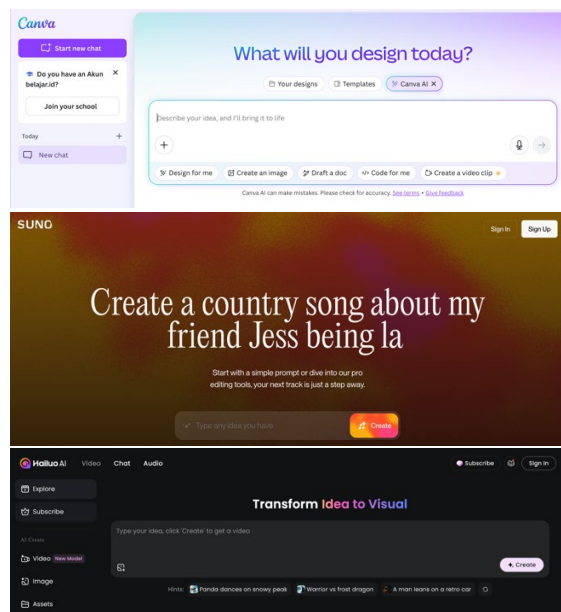 Canva
Start new chat
Do you have an Akun
belajar.id?
Join your school
Today
New chat
What will you design today?
Your designs
Templates
Canva AI
Describe your idea, and I'll bring it to life
Design for me
Create an image
Draft a doc
Code for me
Create a video clip
Canva AI can make mistakes. Please check for accuracy. See terms • Give feedback
SUNO
Sign In
Sign Up
Create a country song about my
friend Jess being la
Start with a simple prompt or dive into our pro
editing tools, your next track is just a step away.
Type any idea you have
Create
Hailuo AI
Video
Chat
Audio
Subscribe
Sign In
Explore
Subscribe
AI Create
Video New Model
Image
Assets
Transform Idea to Visual
Type your idea, click 'Create' to get a video
Create
Hints:
Panda dances on snowy peak
Warrior vs frost dragon
A man leans on a retro car